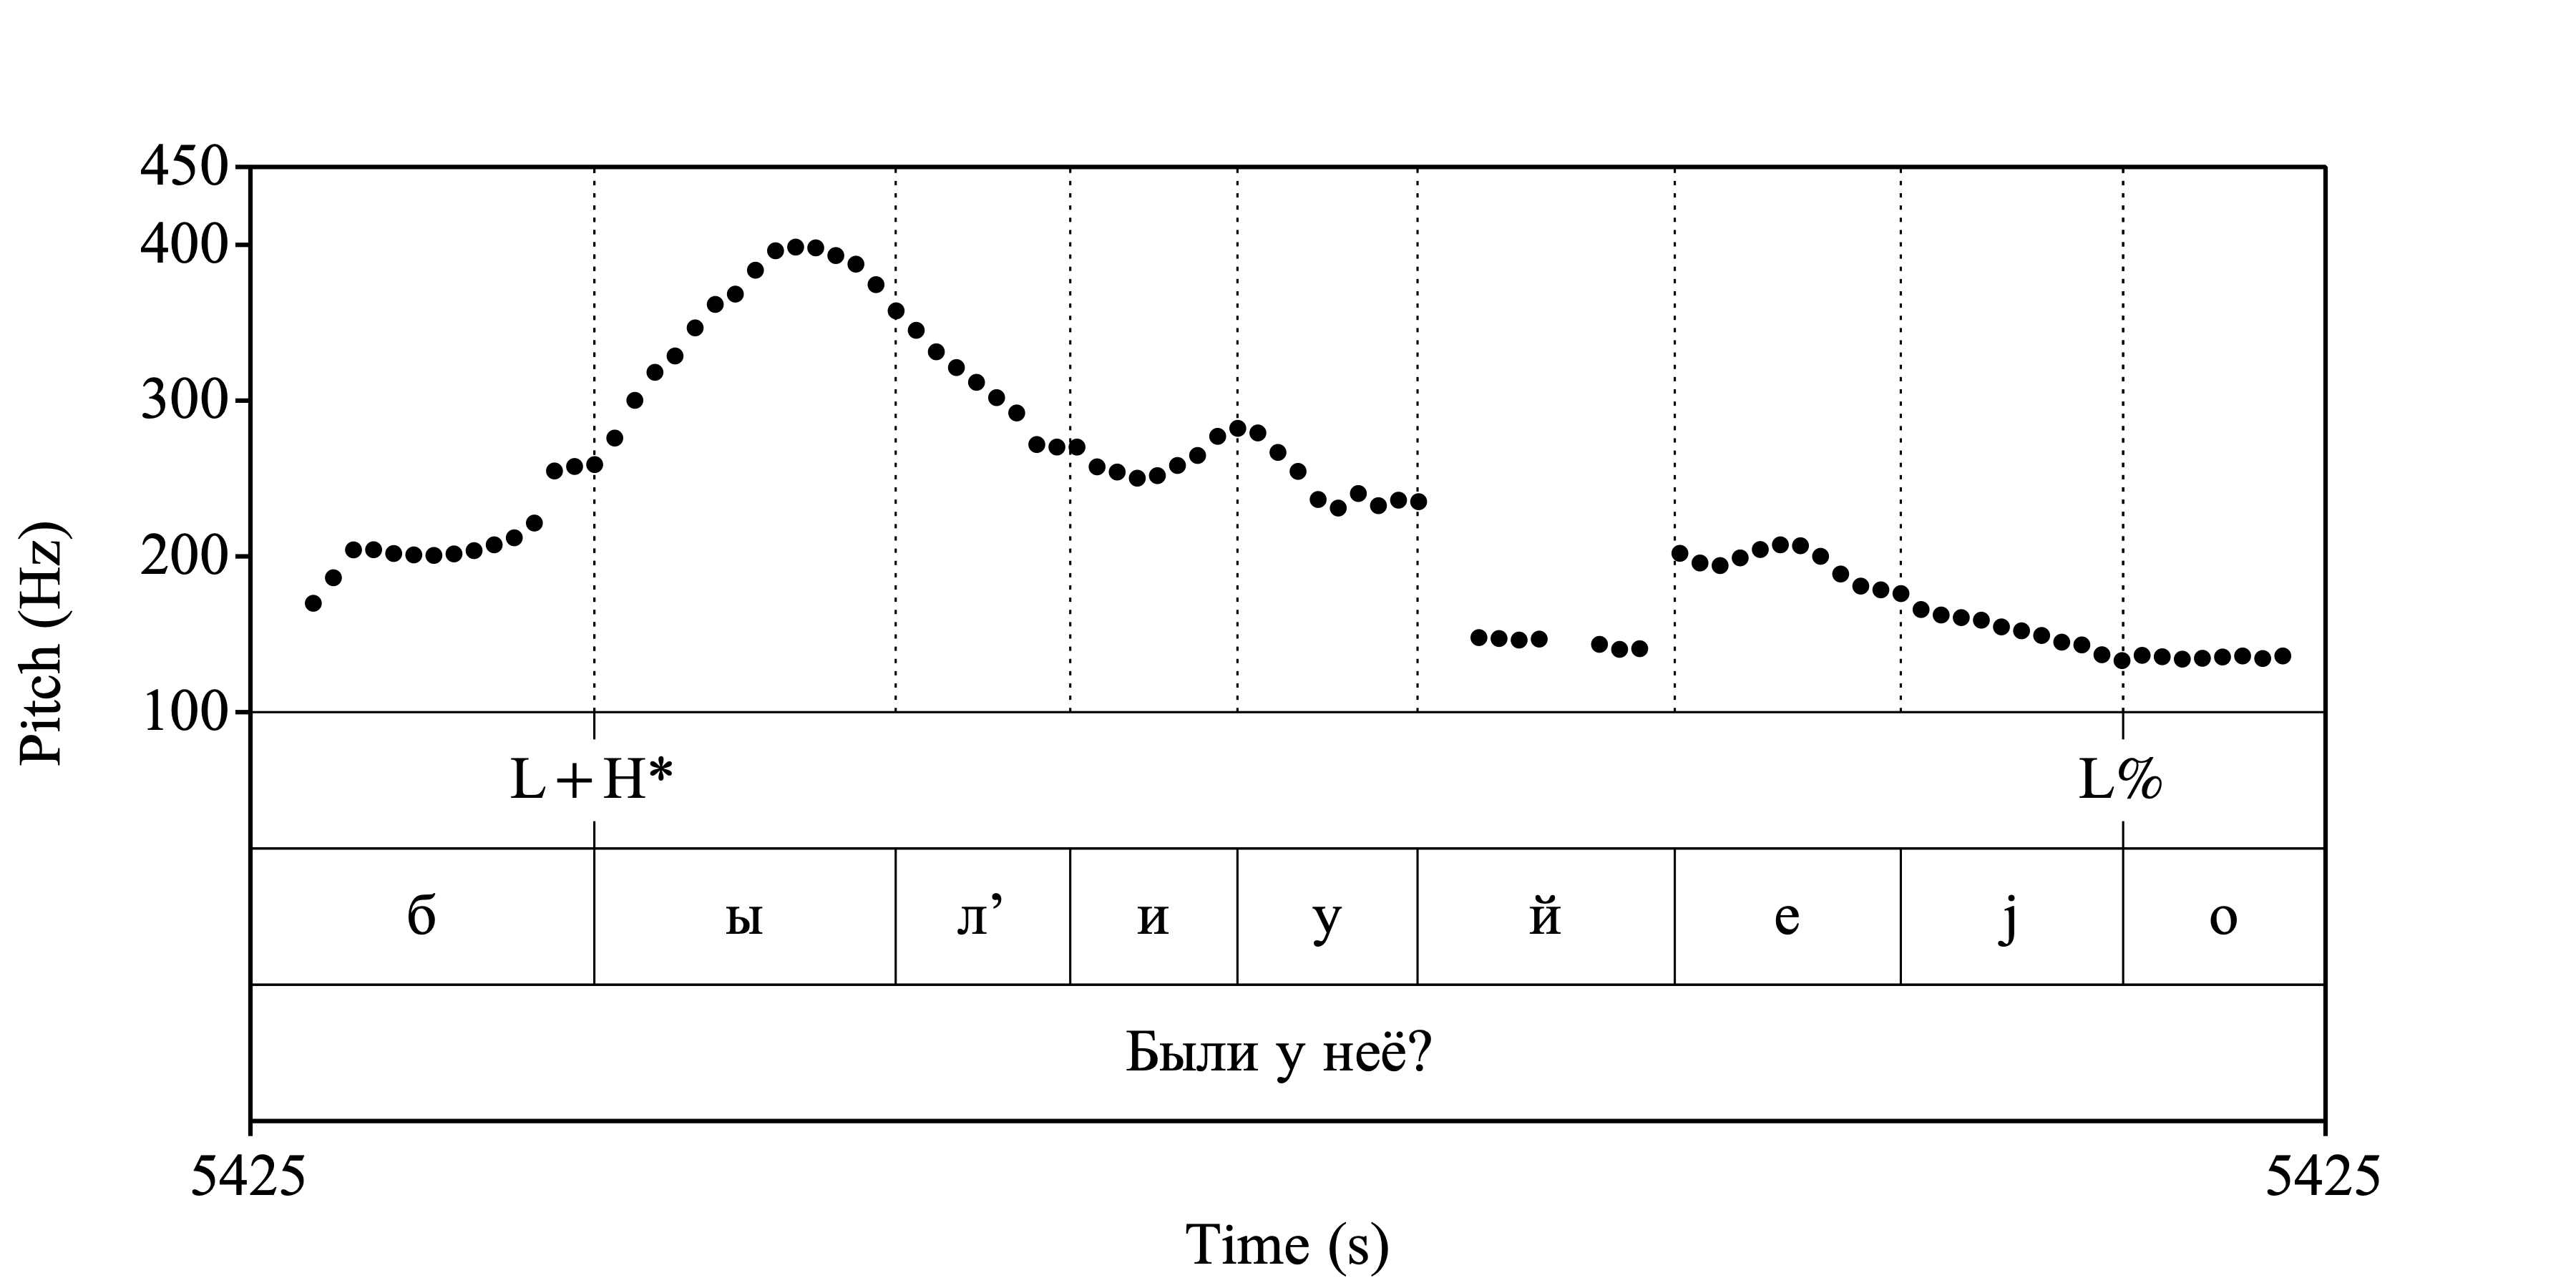 450
400
300
200
100
Pitch (Hz)
L+H* L%
б ы л’ и у й е j о
Были у неё?
5425 5425
Time (s)